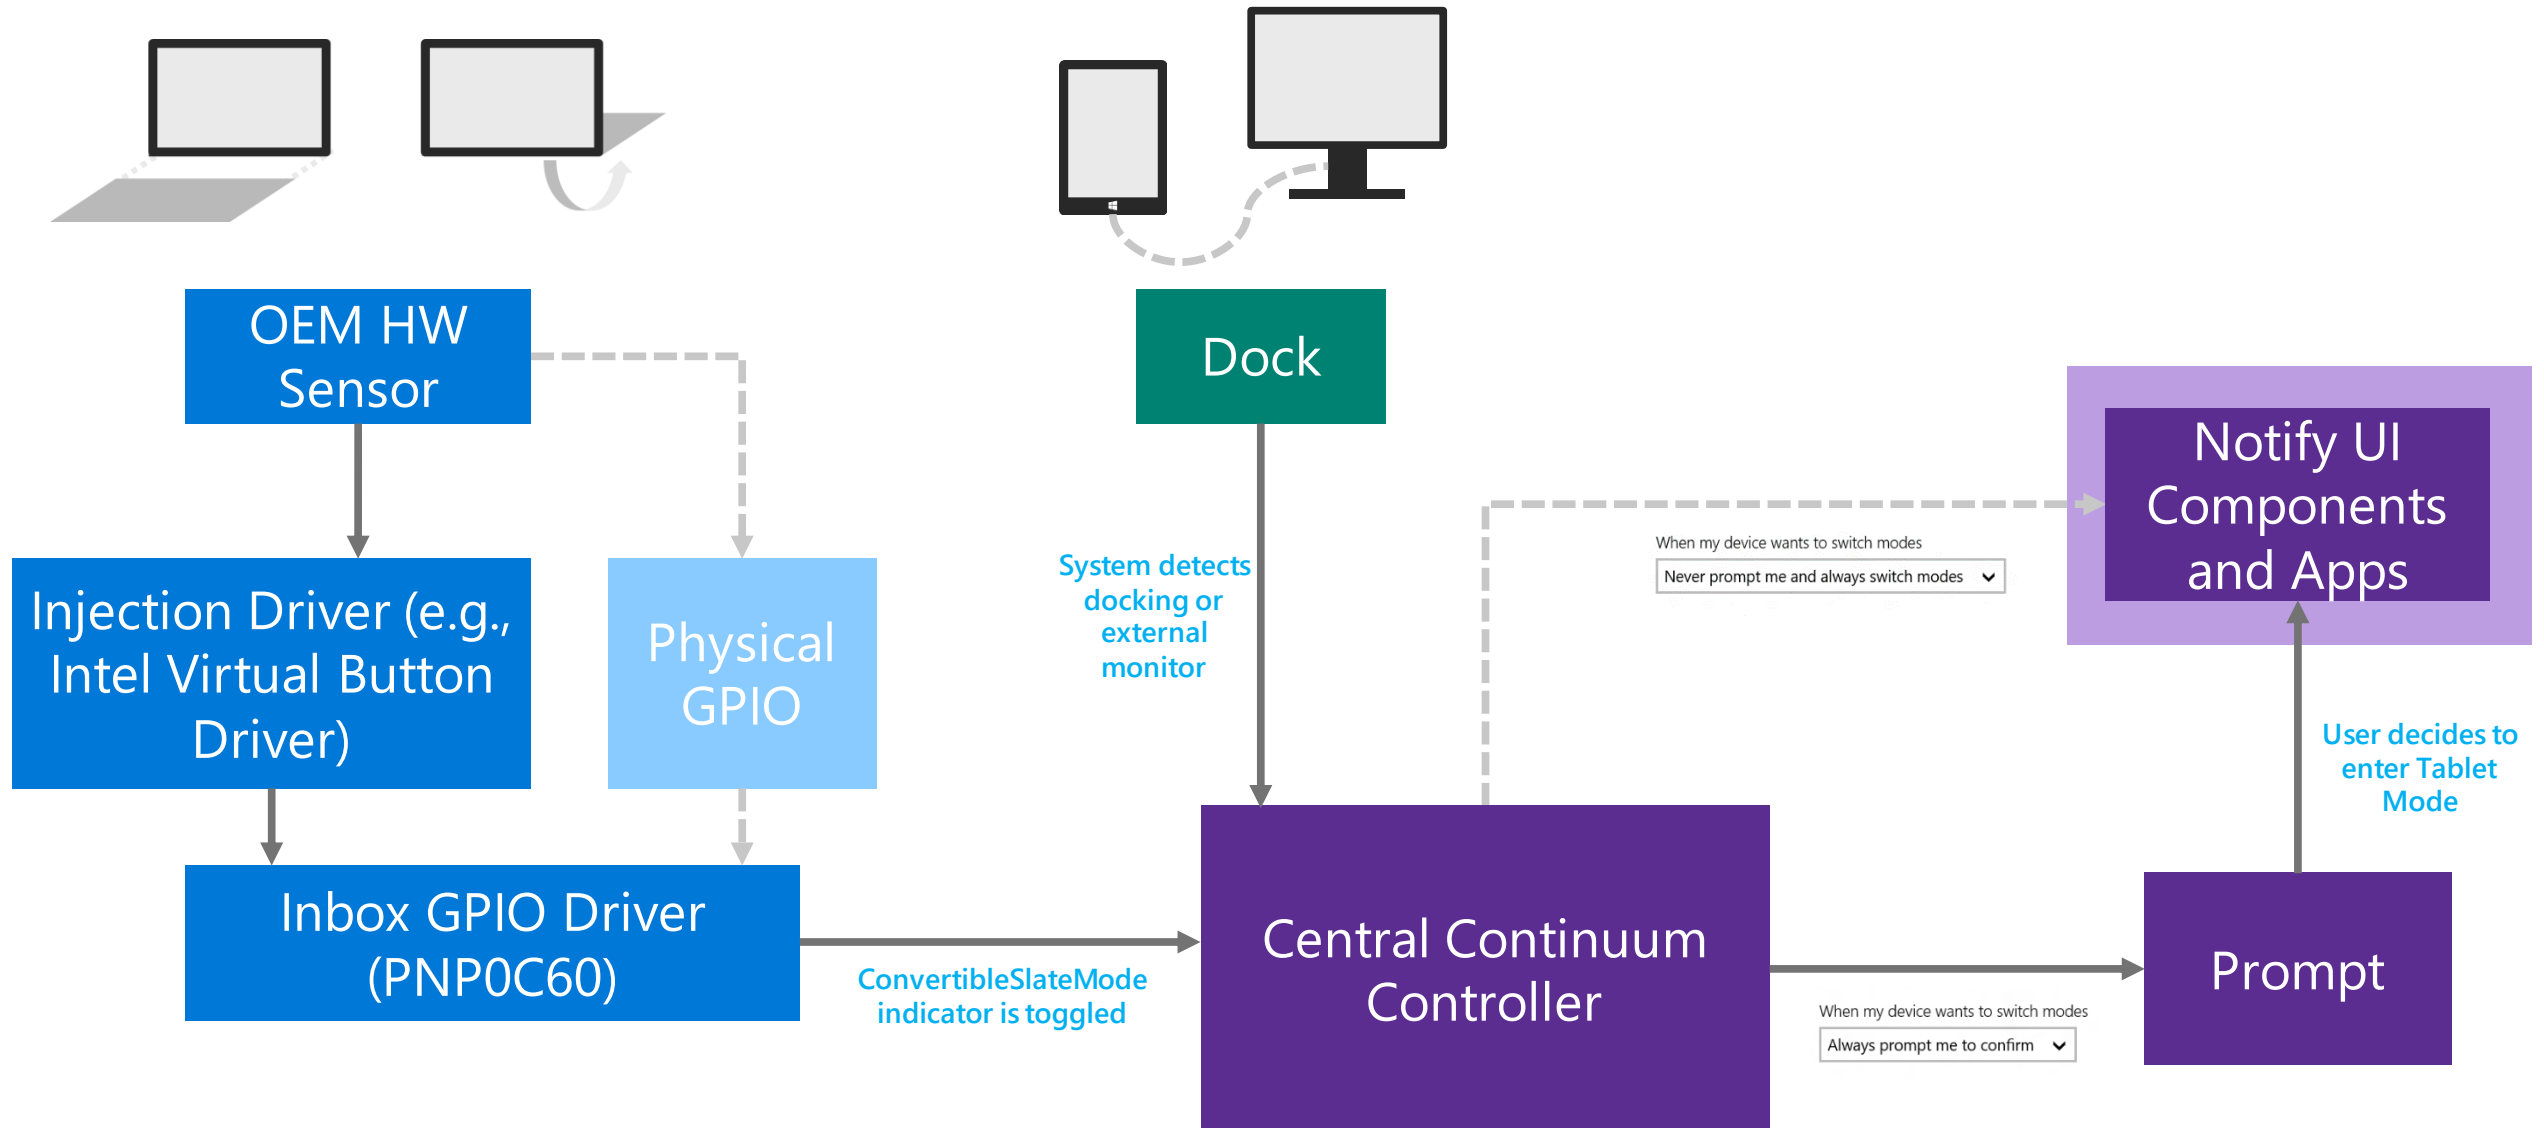 OEM HW
Sensor
Dock
Injection Driver (e.g.,
Intel Virtual Button
Driver)
Physical
GPIO
Inbox GPIO Driver
(PNP0C60)
ConvertibleSlateMode
indicator is toggled
System detects
docking or
external
monitor
Central Continuum
Controller
When my device wants to switch modes
Never prompt me and always switch modes
Notify UI
Components
and Apps
User decides to
enter Tablet
Mode
When my device wants to switch modes
Always prompt me to confirm
Prompt